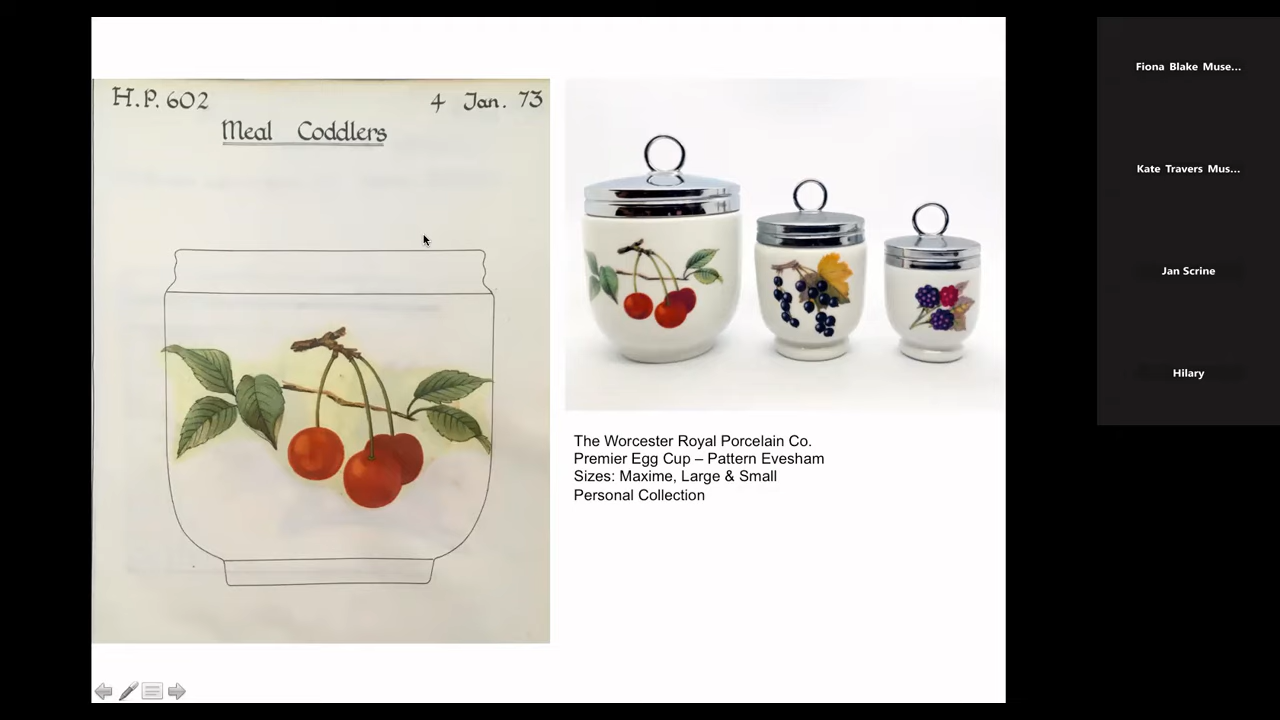 H.P. 602
4 Jan. 73
Meal Coddlers
The Worcester Royal Porcelain Co.
Premier Egg Cup – Pattern Evesham
Sizes: Maxime, Large & Small
Personal Collection
Fiona Blake Muse...
Kate Travers Mus...
Jan Scrine
Hilary